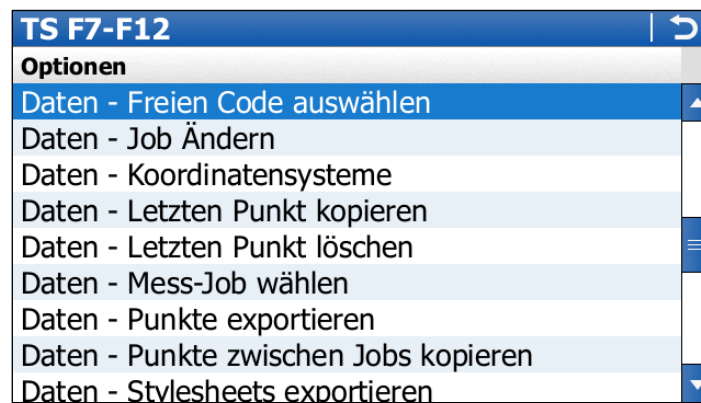 TS F7-F12
Optionen
Daten - Freien Code auswählen
Daten - Job Ändern
Daten - Koordinatensysteme
Daten - Letzten Punkt kopieren
Daten - Letzten Punkt löschen
Daten - Mess-Job wählen
Daten - Punkte exportieren
Daten - Punkte zwischen Jobs kopieren
Daten - Stylesheets exportieren